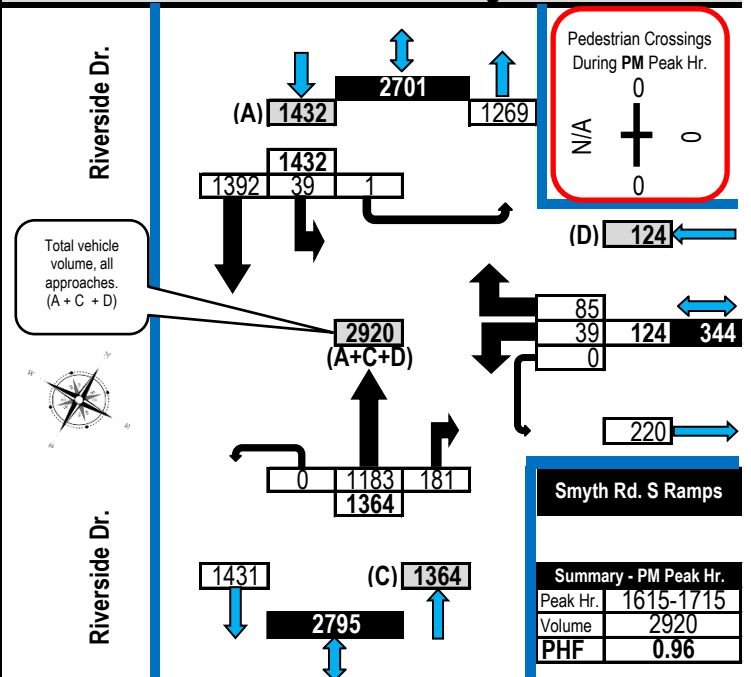 Riverside Dr.
2701
(A) 1432
1269
Pedestrian Crossings
During PM Peak Hr.
0
N/A
0
0
1432
1392 39 1
(D) 124
Total vehicle
volume, all
approaches.
(A + C + D)
2920
(A+C+D)
85
39 124 344
0
220
0 1183 181
1364
Smyth Rd. S Ramps
Riverside Dr.
1431
(C) 1364
2795
Summary - PM Peak Hr.
Peak Hr. 1615-1715
Volume 2920
PHF 0.96